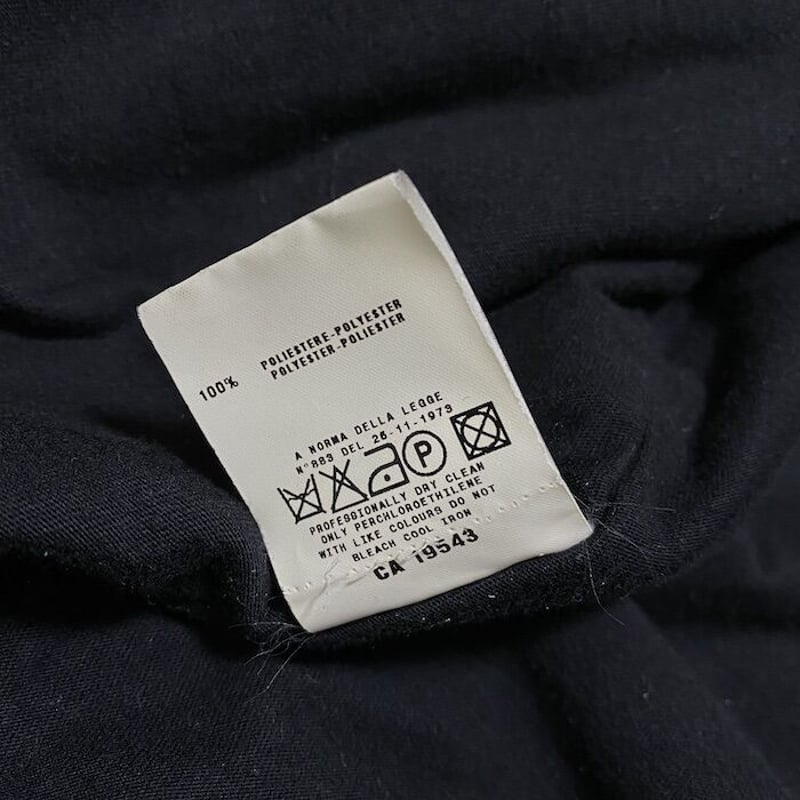 100% POLIESTERE-POLYESTER
POLYESTER-POLIESTER
A NORMA DELLA LEGGE
N°883 DEL 26-11-1973
P
PROFESSIONALLY DRY CLEAN
ONLY PERCHLOROETHILENE
WITH LIKE COLOURS DO NOT
BLEACH COOL IRON
CA 19543